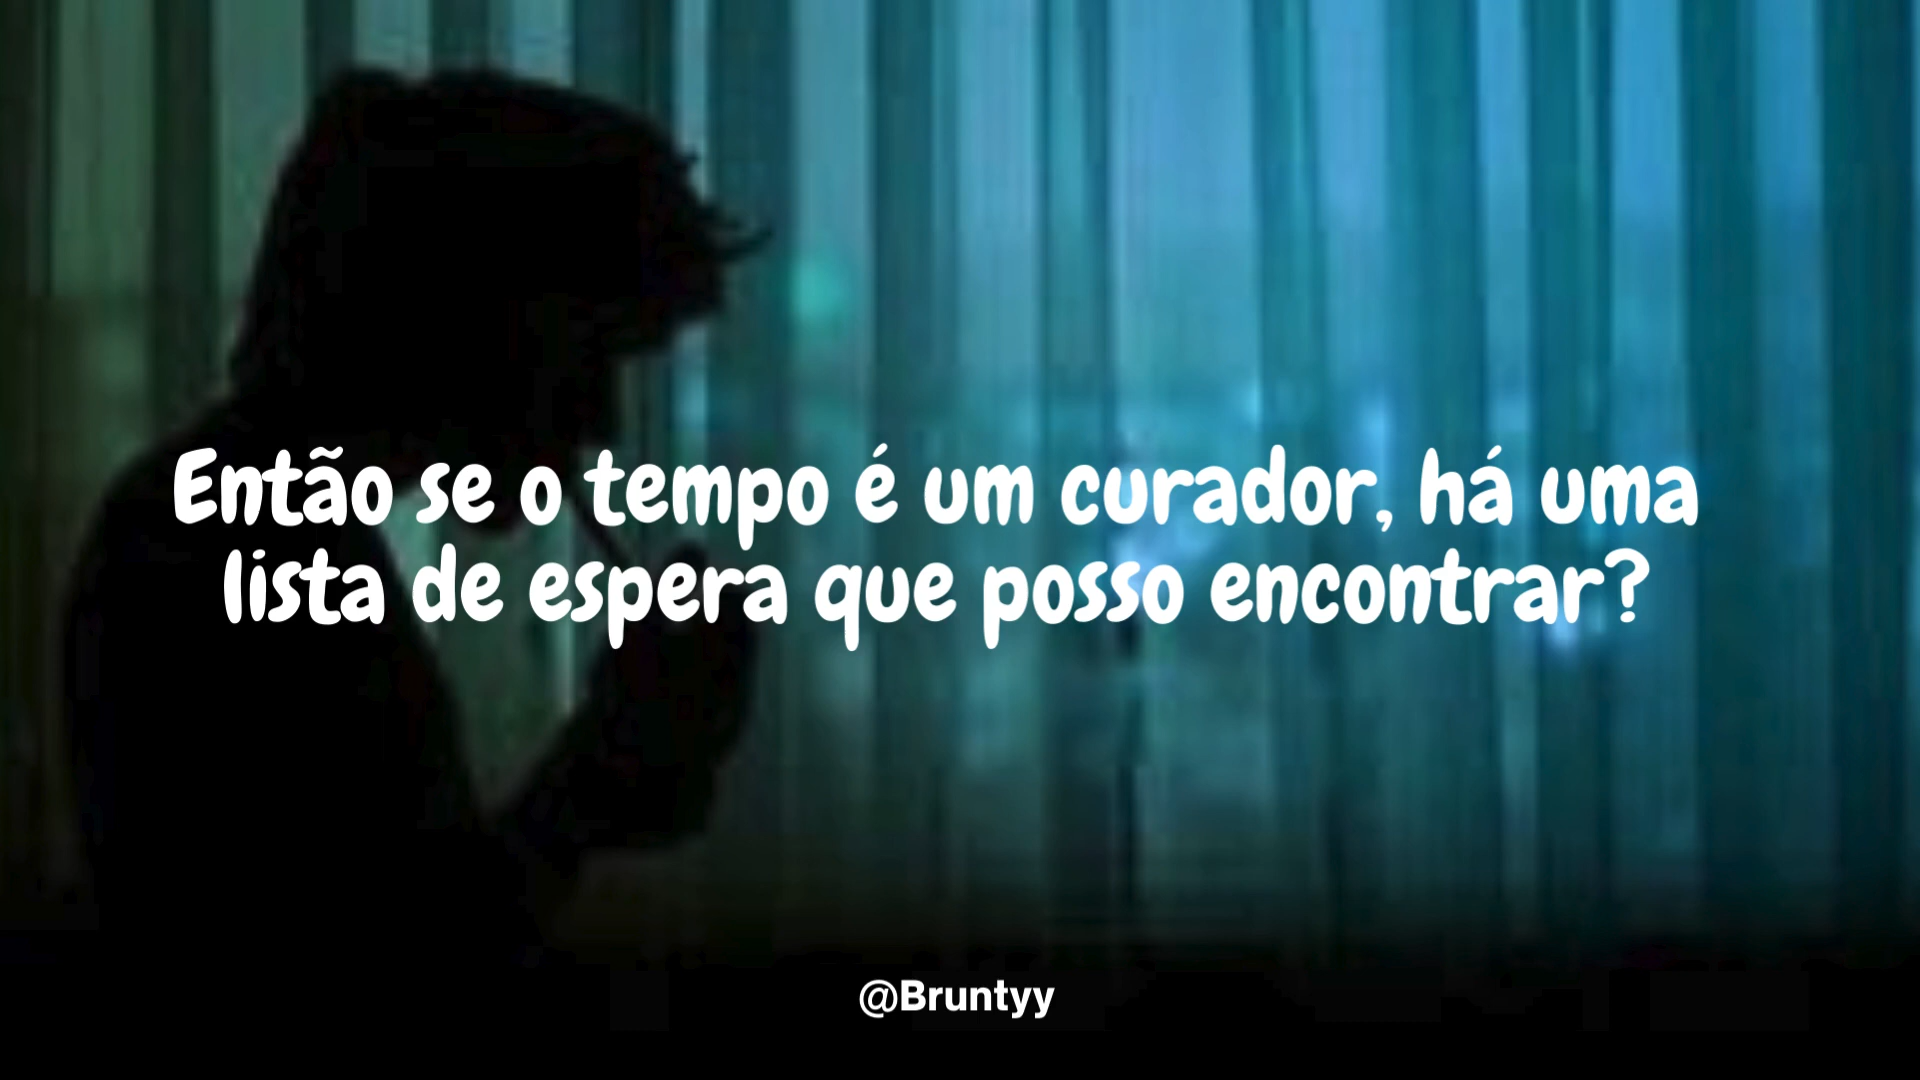 Então se o tempo é um curador, há uma
lista de espera que posso encontrar?
@Bruntyy